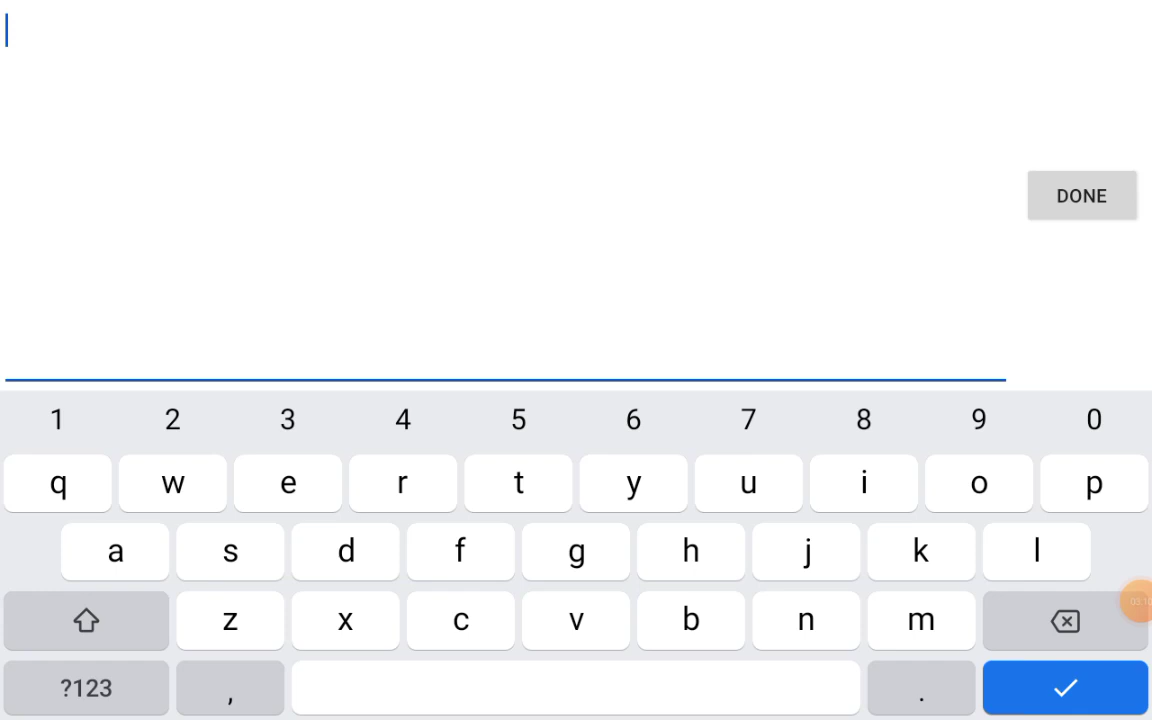 DONE
1 2 3 4 5 6 7 8 9 0
q w e r t y u i o p
a s d f g h j k l
z x c v b n m
?123 , .